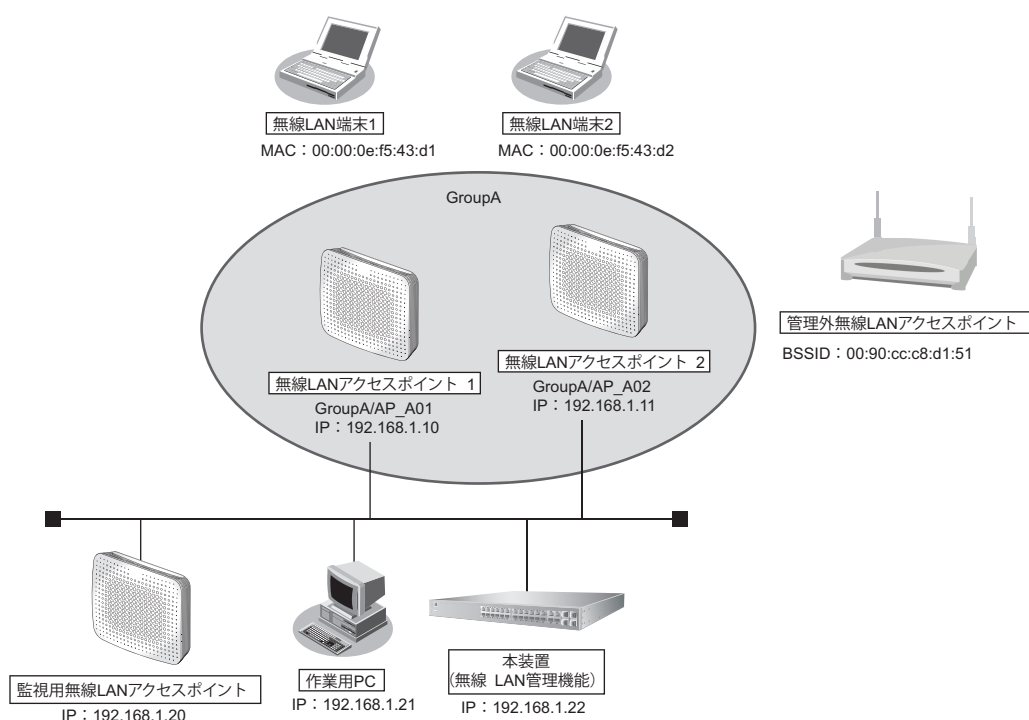 無線LAN端末1
MAC：00:00:0e:f5:43:d1
無線LAN端末2
MAC：00:00:0e:f5:43:d2
GroupA
無線LANアクセスポイント 1
GroupA/AP_A01
IP：192.168.1.10
無線LANアクセスポイント 2
GroupA/AP_A02
IP：192.168.1.11
管理外無線LANアクセスポイント
BSSID：00:90:cc:c8:d1:51
監視用無線LANアクセスポイント
IP：192.168.1.20
作業用PC
IP：192.168.1.21
本装置
（無線 LAN管理機能）
IP：192.168.1.22